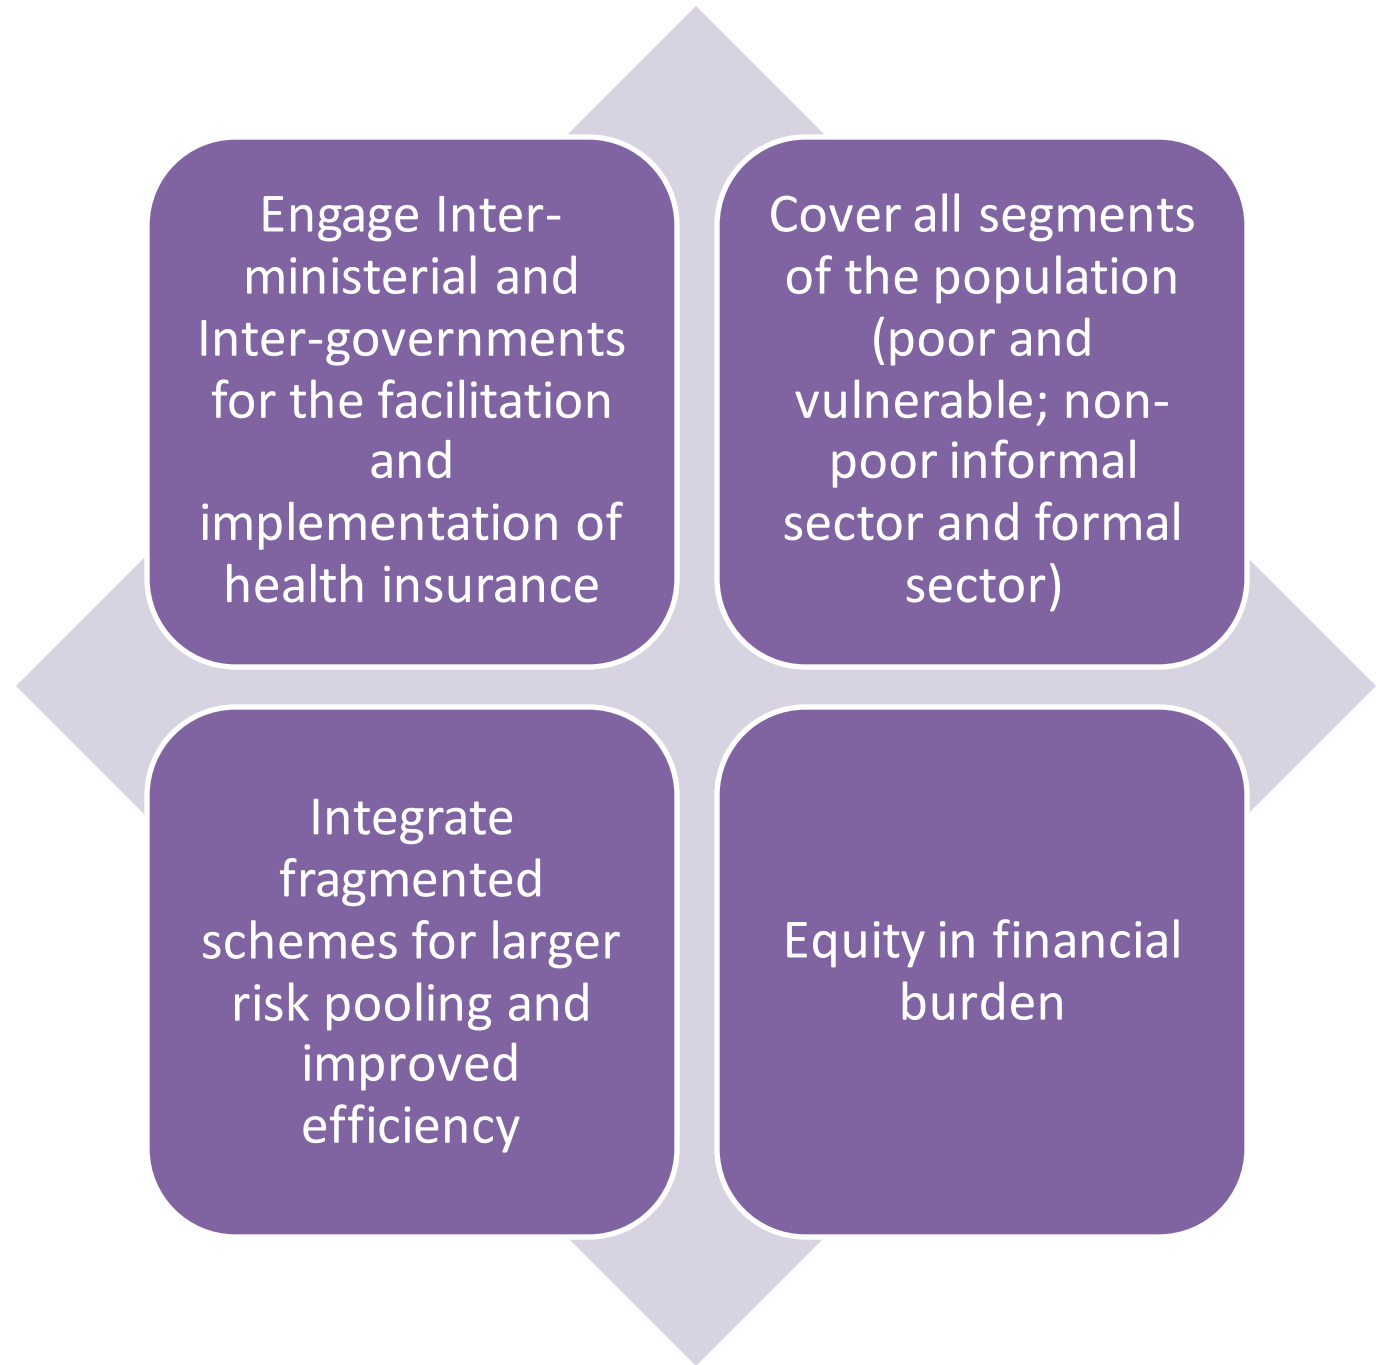 Engage Inter-
ministerial and
Inter-governments
for the facilitation
and
implementation of
health insurance
Cover all segments
of the population
(poor and
vulnerable; non-
poor informal
sector and formal
sector)
Integrate
fragmented
schemes for larger
risk pooling and
improved
efficiency
Equity in financial
burden